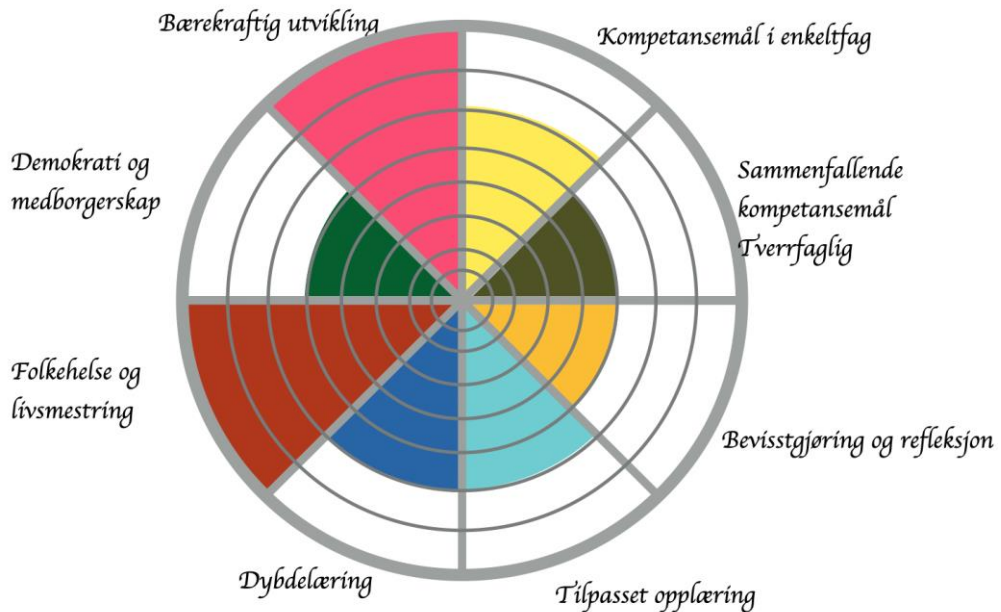 Bærekraftig utvikling
Kompetansemål i enkeltfag
Demokrati og
medborgerskap
Sammenfallende
kompetansemål
Tverrfaglig
Folkehelse og
livsmestring
Bevisstgjøring og refleksjon
Dybdelæring
Tilpasset opplæring